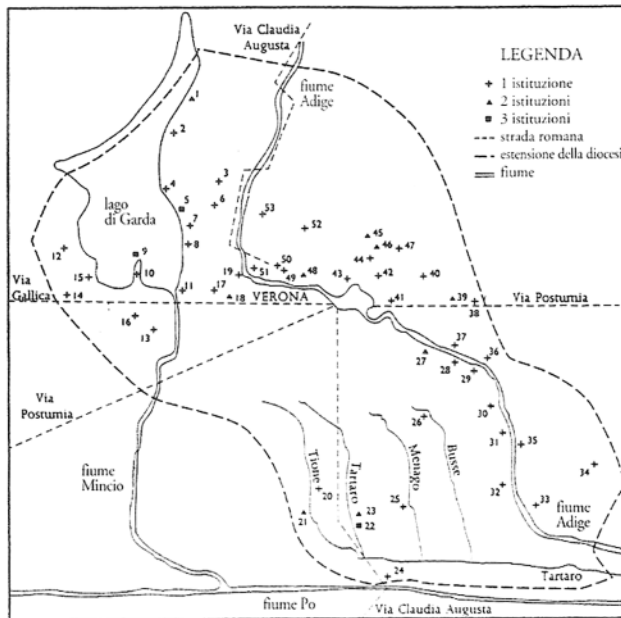 Via Claudia
Augusta
fiume
Adige
LEGENDA
+ 1 istituzione
▲ 2 istituzioni
■ 3 istituzioni
strada romana
estensione della diocesi
fiume
1
2
3
4
5
6
7
8
53
52
lago
di Garda
9
10
12
15
14
Via
Gallica
11
17
18
19
51
50
49
48
45
46
47
44
43
42
40
41
39
38
VERONA
Via Postumia
16
13
37
36
27
28
29
Via
Postumia
30
26
31
35
34
fiume
Mincio
Tione
Tartaro
Menago
Busse
20
21
23
22
25
32
33
fiume
Adige
24
Tartaro
fiume Po
Via Claudia Augusta